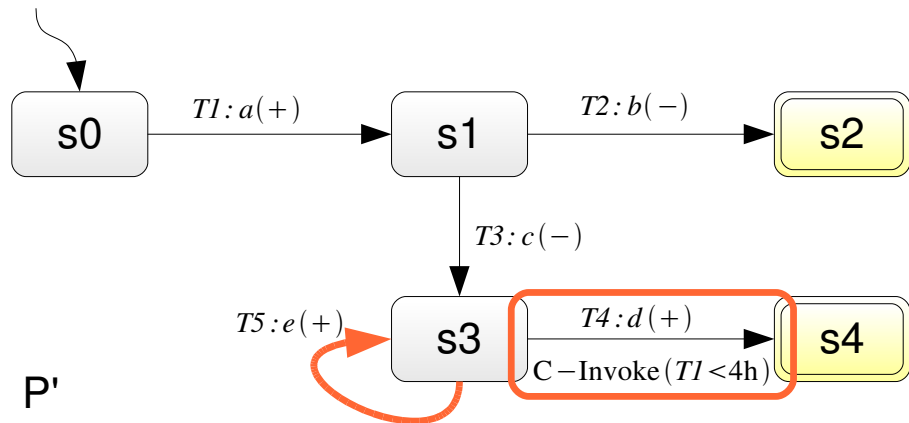 T1: a(+)
T2: b(−)
s0
s1
s2
T3: c(−)
T5: e(+)
T4: d(+)
s3
s4
C−Invoke(T1<4h)
P'